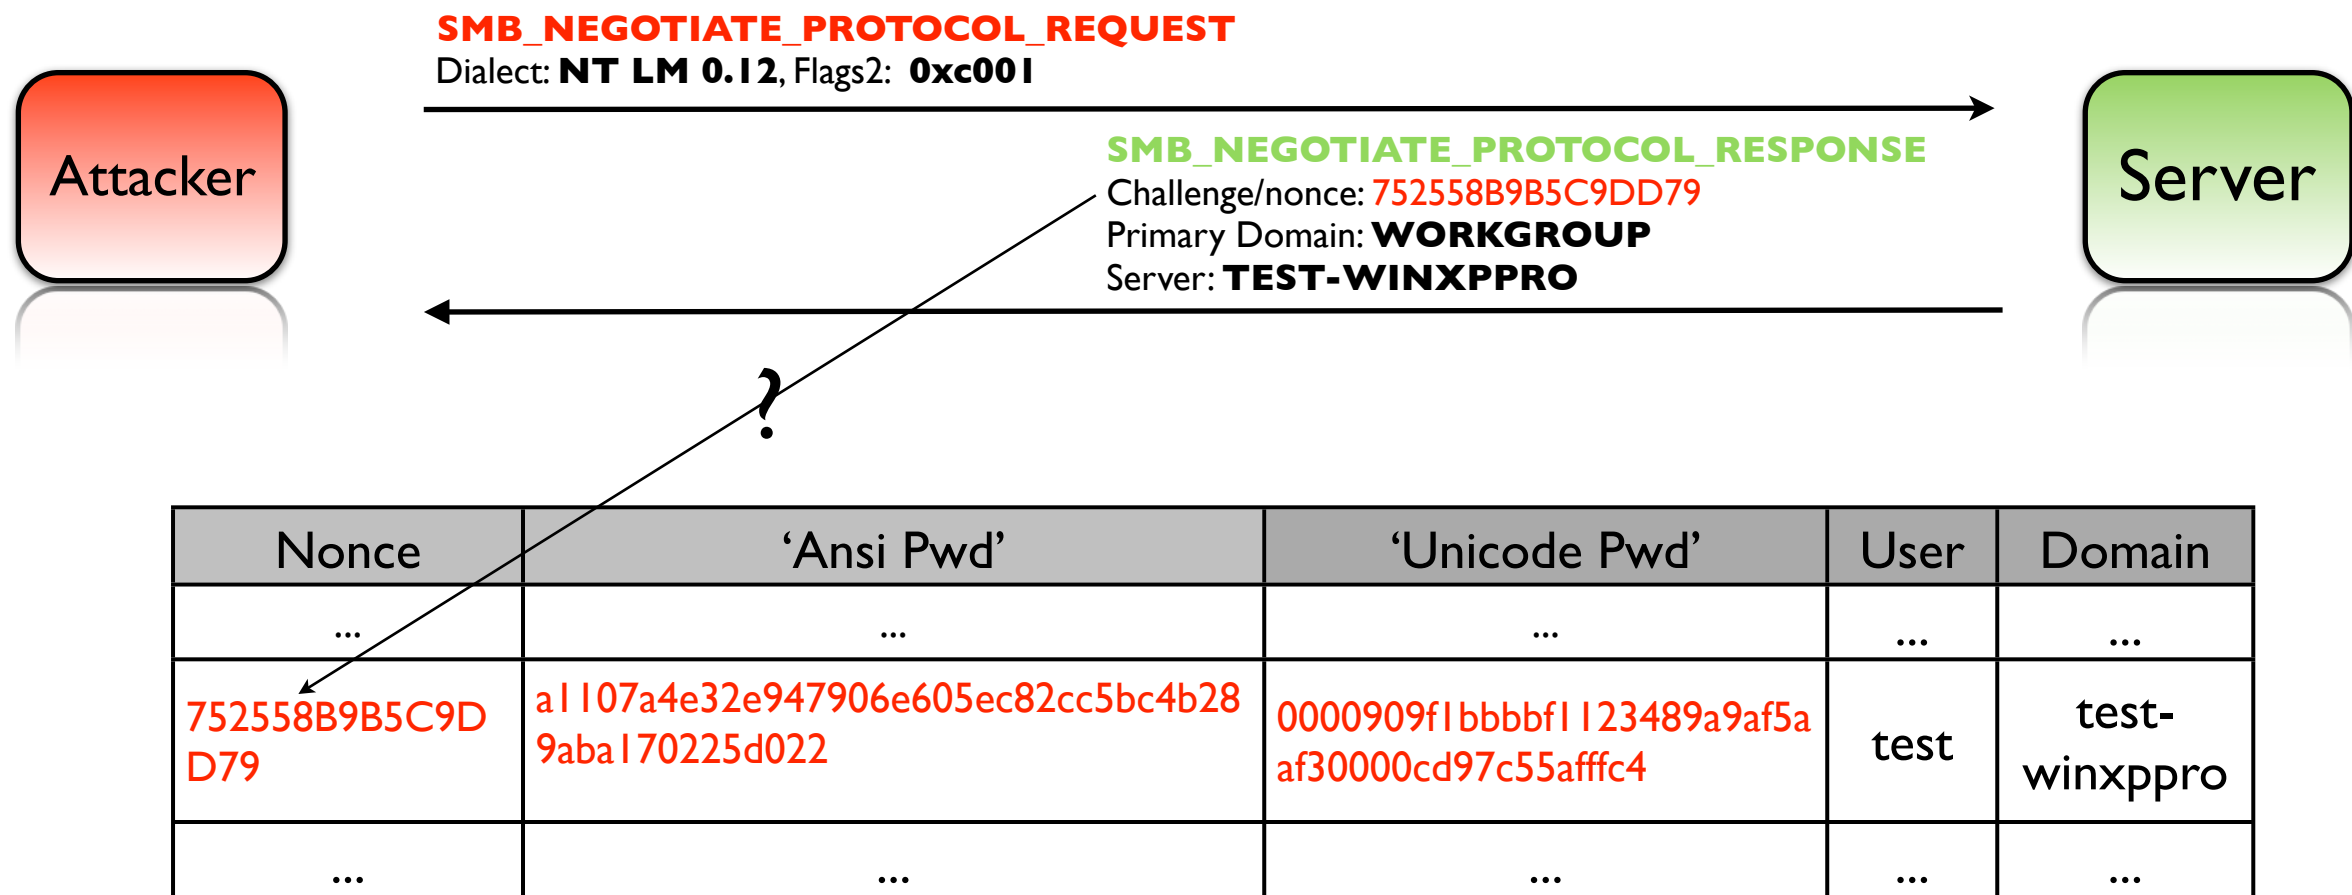 SMB_NEGOTIATE_PROTOCOL_REQUEST
Dialect: NT LM 0.12, Flags2: 0xc001
Attacker
SMB_NEGOTIATE_PROTOCOL_RESPONSE
Challenge/nonce: 752558B9B5C9DD79
Primary Domain: WORKGROUP
Server: TEST-WINXPPRO
Server
?
Nonce ‘Ansi Pwd’ ‘Unicode Pwd’ User Domain
... ... ... ... ...
752558B9B5C9D
D79
a1107a4e32e947906e605ec82cc5bc4b28
9aba170225d022
0000909f1bbbbf1123489a9af5a
af30000cd97c55afffc4
test
test-
winxppro
... ... ... ... ...